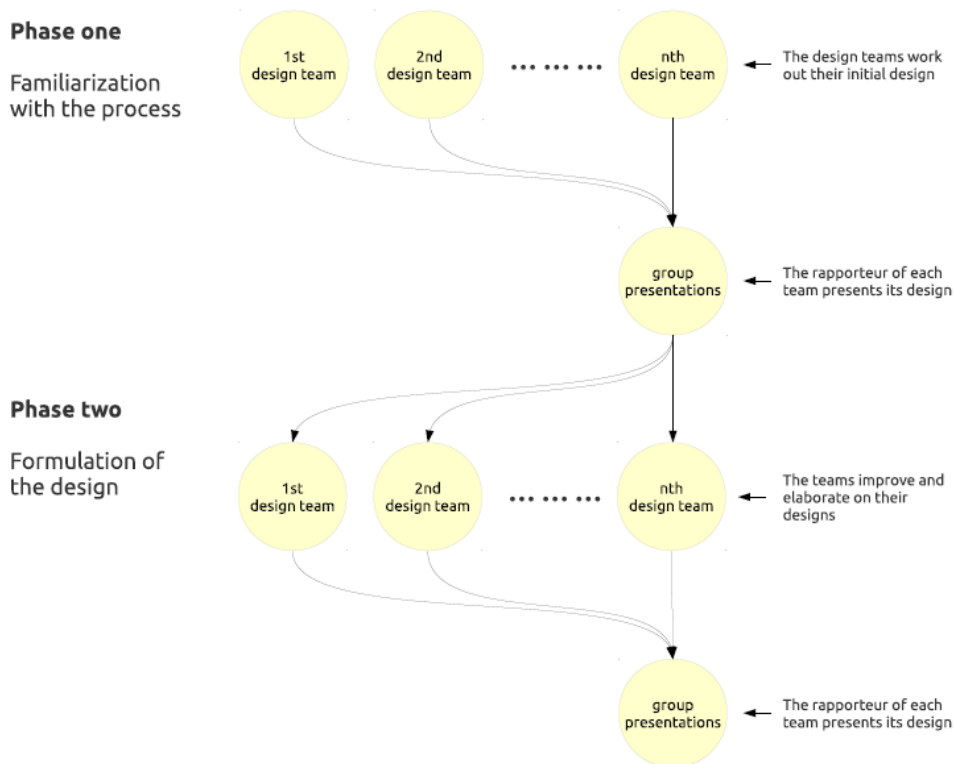 Phase one
Familiarization
with the process
1st
design team
2nd
design team
... ... ...
nth
design team
The design teams work
out their initial design
group
presentations
The rapporteur of each
team presents its design
Phase two
Formulation of
the design
1st
design team
2nd
design team
... ... ...
nth
design team
The teams improve and
elaborate on their
designs
group
presentations
The rapporteur of each
team presents its design